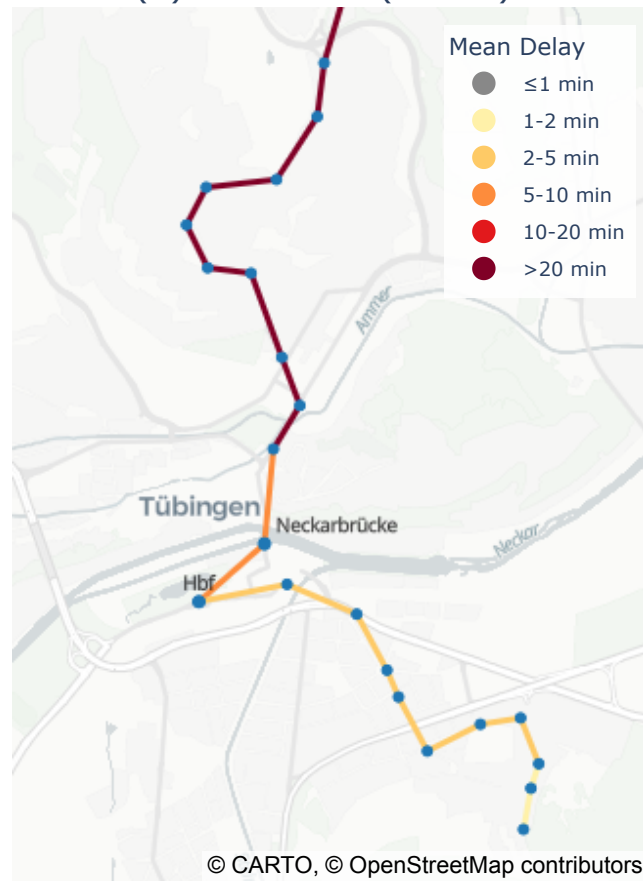 Mean Delay
≤1 min
1-2 min
2-5 min
5-10 min
10-20 min
>20 min
Ammer
Tübingen
Neckarbrücke
Neckar
Hbf
© CARTO, © OpenStreetMap contributors